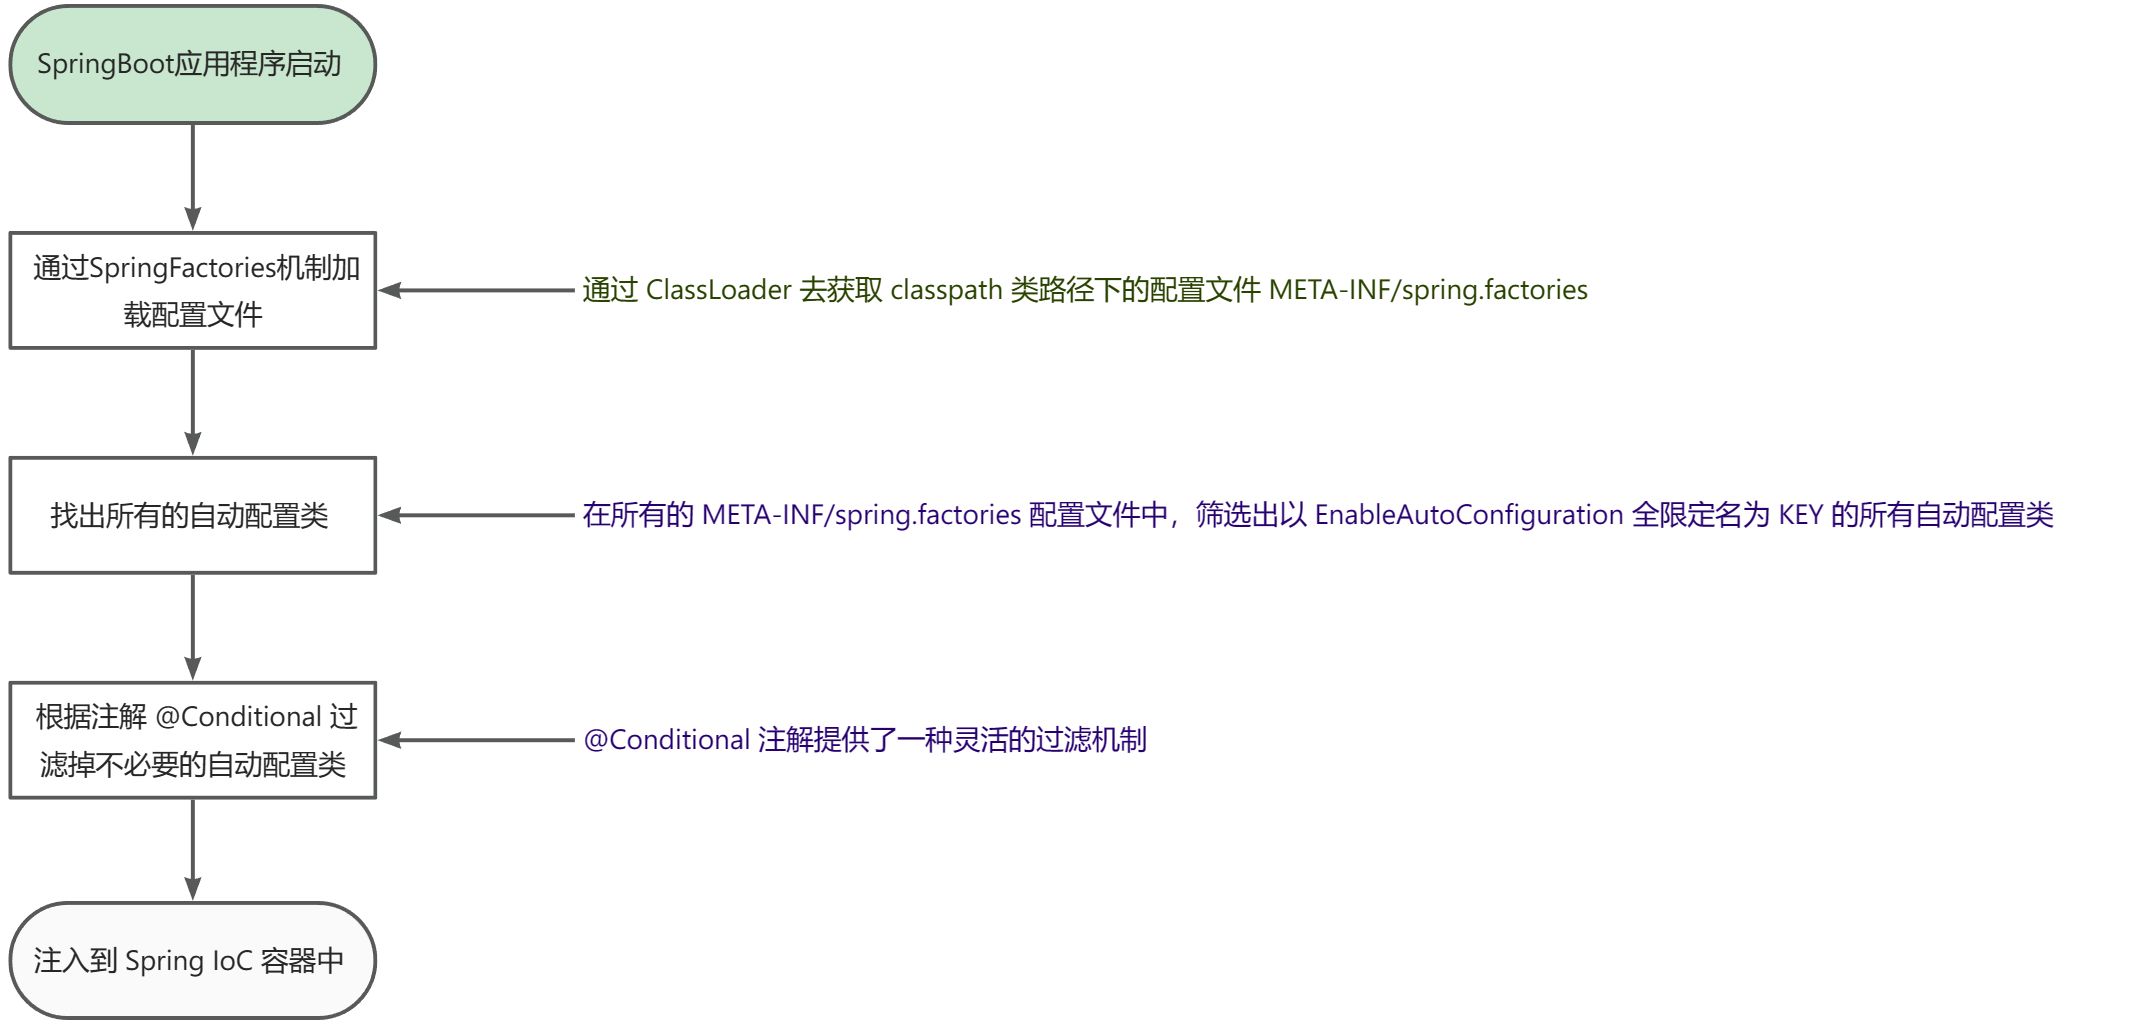 SpringBoot应用程序启动
通过SpringFactories机制加
载配置文件
通过 ClassLoader 去获取 classpath 类路径下的配置文件 META-INF/spring.factories
找出所有的自动配置类
在所有的 META-INF/spring.factories 配置文件中，筛选出以 EnableAutoConfiguration 全限定名为 KEY 的所有自动配置类
根据注解 @Conditional 过
滤掉不必要的自动配置类
@Conditional 注解提供了一种灵活的过滤机制
注入到 Spring IoC 容器中